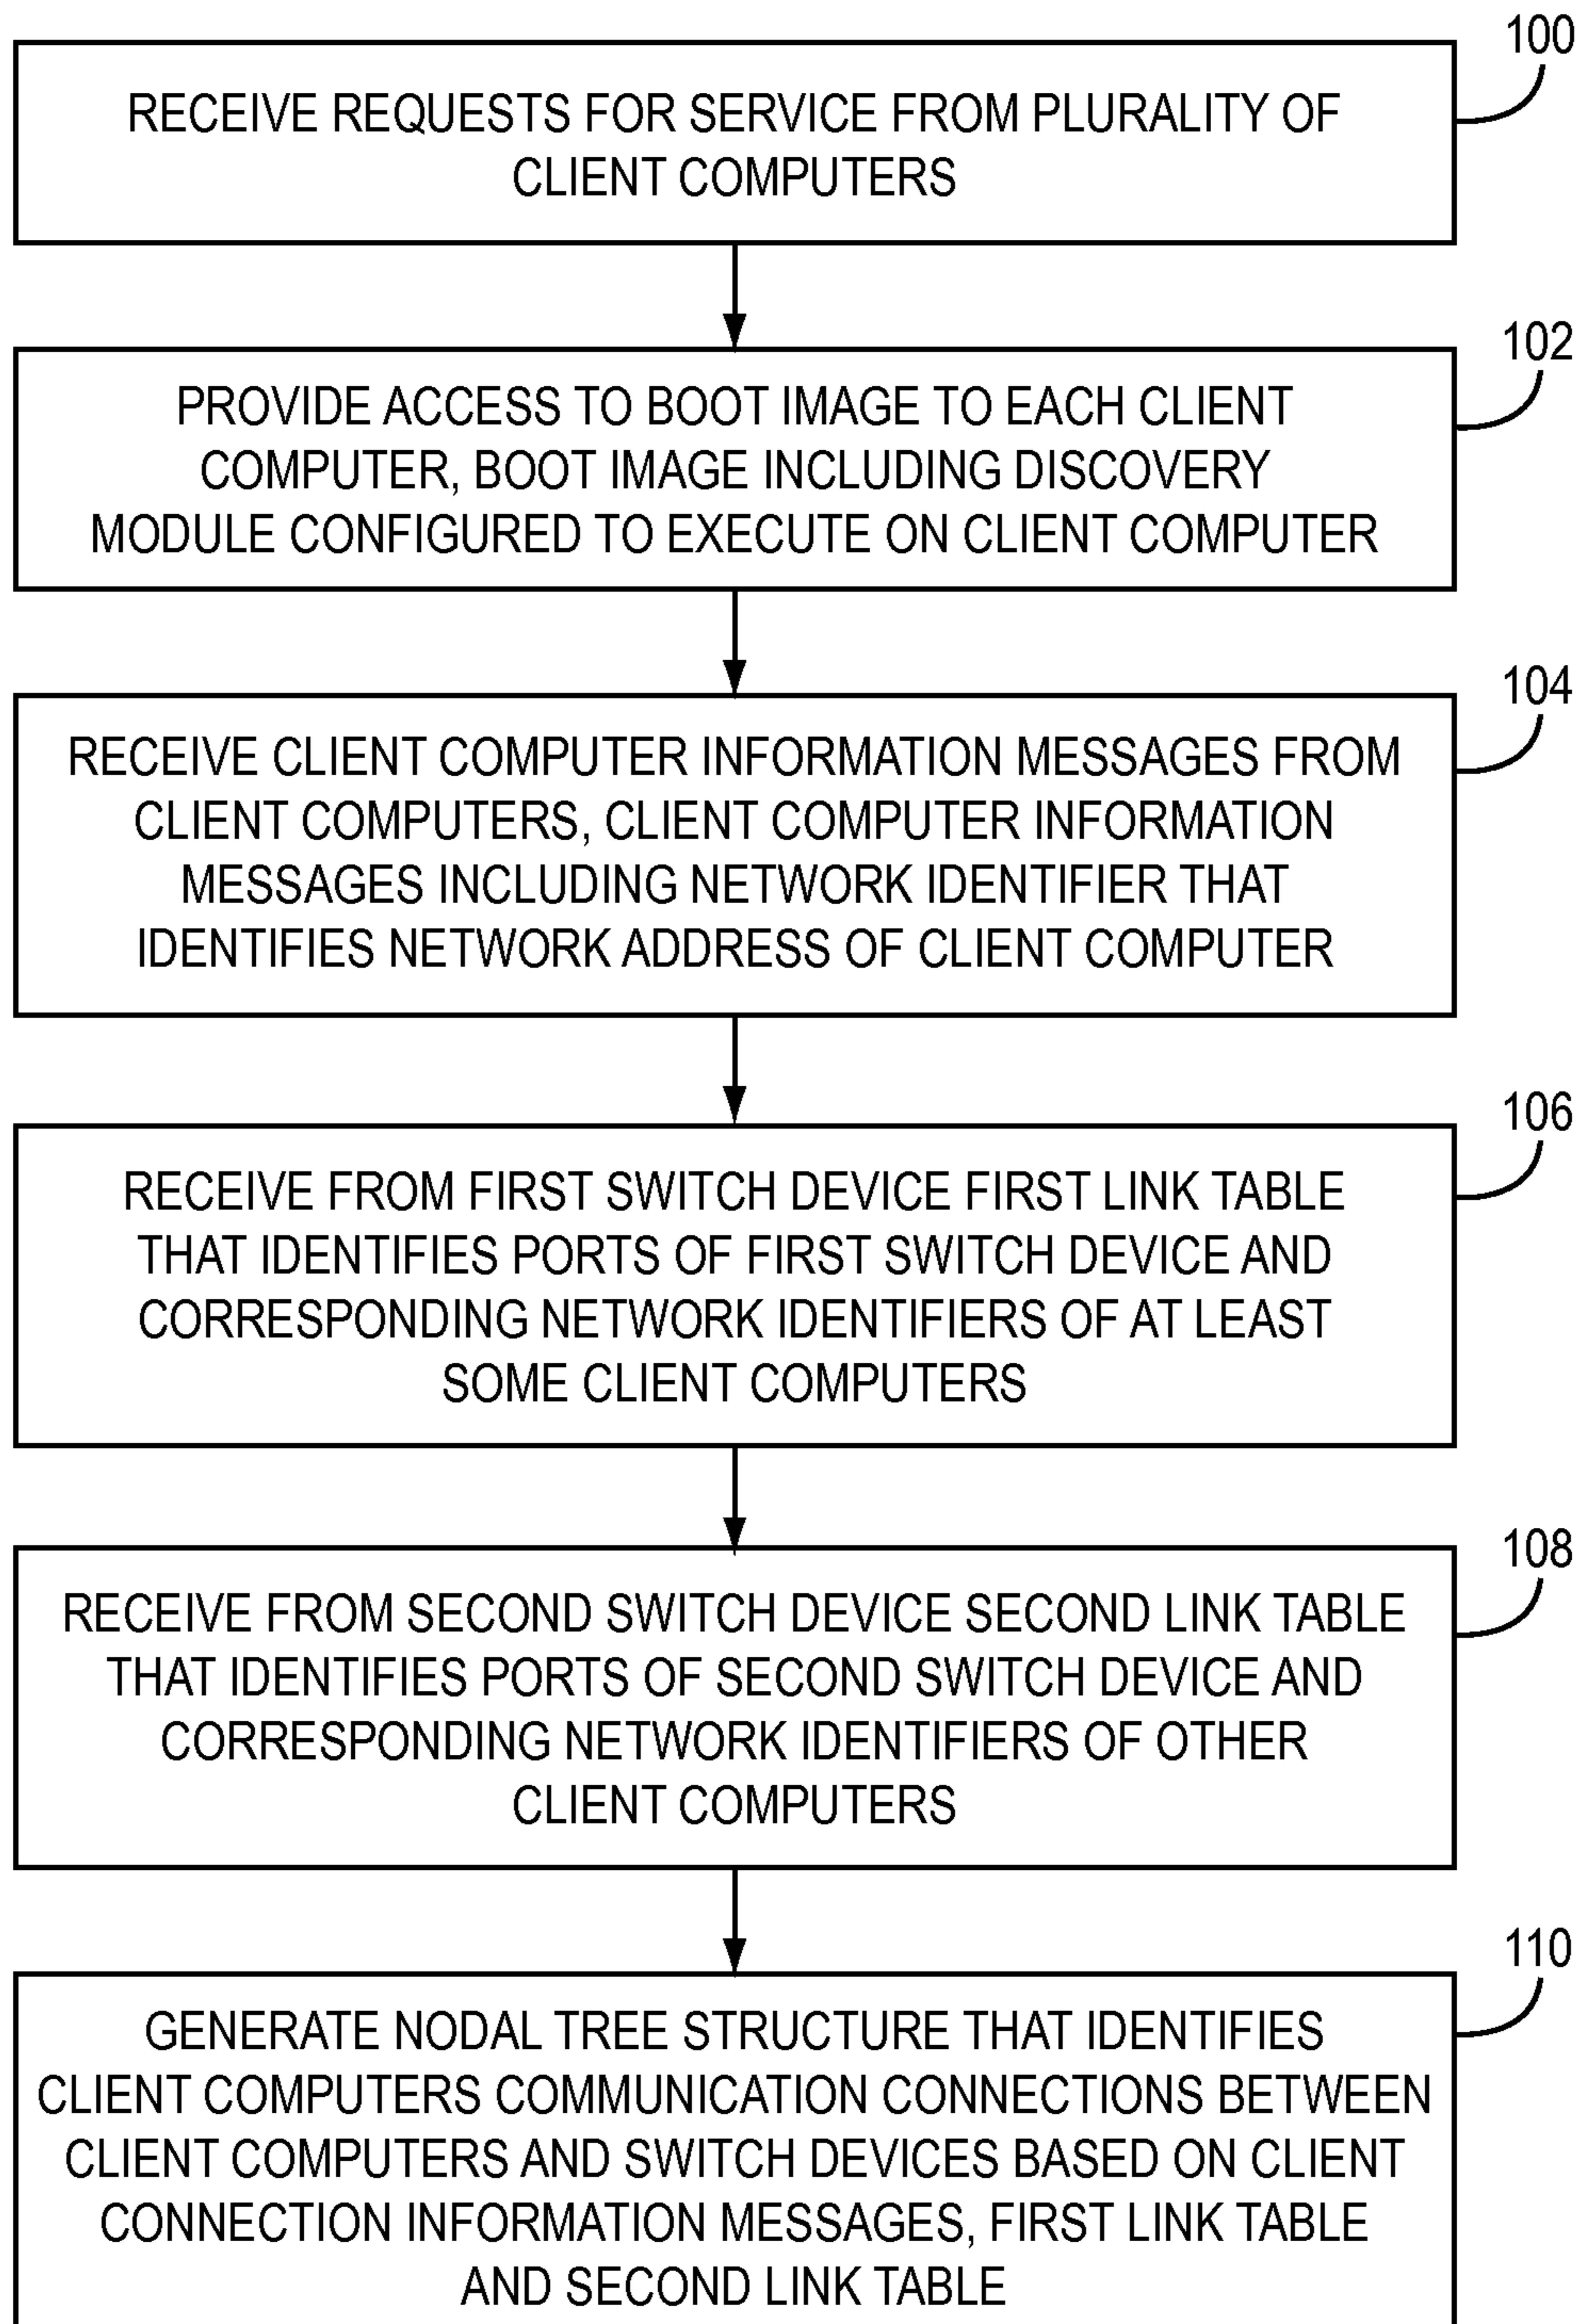 100
RECEIVE REQUESTS FOR SERVICE FROM PLURALITY OF
CLIENT COMPUTERS
102
PROVIDE ACCESS TO BOOT IMAGE TO EACH CLIENT
COMPUTER, BOOT IMAGE INCLUDING DISCOVERY
MODULE CONFIGURED TO EXECUTE ON CLIENT COMPUTER
104
RECEIVE CLIENT COMPUTER INFORMATION MESSAGES FROM
CLIENT COMPUTERS, CLIENT COMPUTER INFORMATION
MESSAGES INCLUDING NETWORK IDENTIFIER THAT
IDENTIFIES NETWORK ADDRESS OF CLIENT COMPUTER
106
RECEIVE FROM FIRST SWITCH DEVICE FIRST LINK TABLE
THAT IDENTIFIES PORTS OF FIRST SWITCH DEVICE AND
CORRESPONDING NETWORK IDENTIFIERS OF AT LEAST
SOME CLIENT COMPUTERS
108
RECEIVE FROM SECOND SWITCH DEVICE SECOND LINK TABLE
THAT IDENTIFIES PORTS OF SECOND SWITCH DEVICE AND
CORRESPONDING NETWORK IDENTIFIERS OF OTHER
CLIENT COMPUTERS
110
GENERATE NODAL TREE STRUCTURE THAT IDENTIFIES
CLIENT COMPUTERS COMMUNICATION CONNECTIONS BETWEEN
CLIENT COMPUTERS AND SWITCH DEVICES BASED ON CLIENT
CONNECTION INFORMATION MESSAGES, FIRST LINK TABLE
AND SECOND LINK TABLE